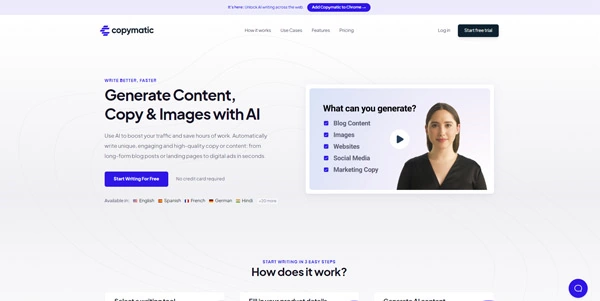 It's here: Unlock AI writing across the web. Add Copymatic to Chrome →
copymatic
How it works Use Cases Features Pricing
Log in Start free trial
WRITE BETTER, FASTER
Generate Content,
Copy & Images with AI
Use AI to boost your traffic and save hours of work. Automatically
write unique, engaging and high-quality copy or content: from
long-form blog posts or landing pages to digital ads in seconds.
Start Writing For Free No credit card required
Available in: English Spanish French German Hindi +20 more
What can you generate?
Blog Content
Images
Websites
Social Media
Marketing Copy
START WRITING IN 3 EASY STEPS
How does it work?
Select a writing tool Fill in your product details Generate AI content